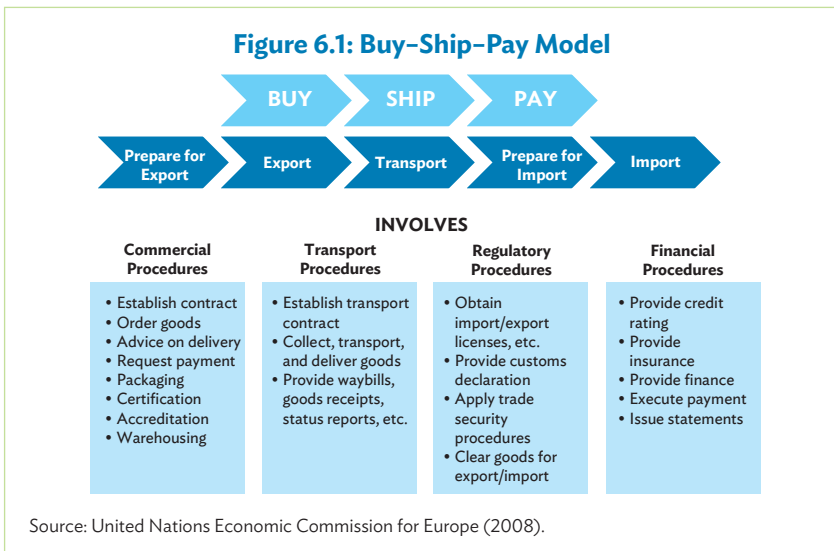 Figure 6.1: Buy–Ship–Pay Model
BUY
SHIP
PAY
Prepare for
Export
Export
Transport
Prepare for
Import
Import
INVOLVES
Commercial
Procedures
• Establish contract
• Order goods
• Advice on delivery
• Request payment
• Packaging
• Certification
• Accreditation
• Warehousing
Transport
Procedures
• Establish transport
contract
• Collect, transport,
and deliver goods
• Provide waybills,
goods receipts,
status reports, etc.
Regulatory
Procedures
• Obtain
import/export
licenses, etc.
• Provide customs
declaration
• Apply trade
security
procedures
• Clear goods for
export/import
Financial
Procedures
• Provide credit
rating
• Provide
insurance
• Provide finance
• Execute payment
• Issue statements
Source: United Nations Economic Commission for Europe (2008).